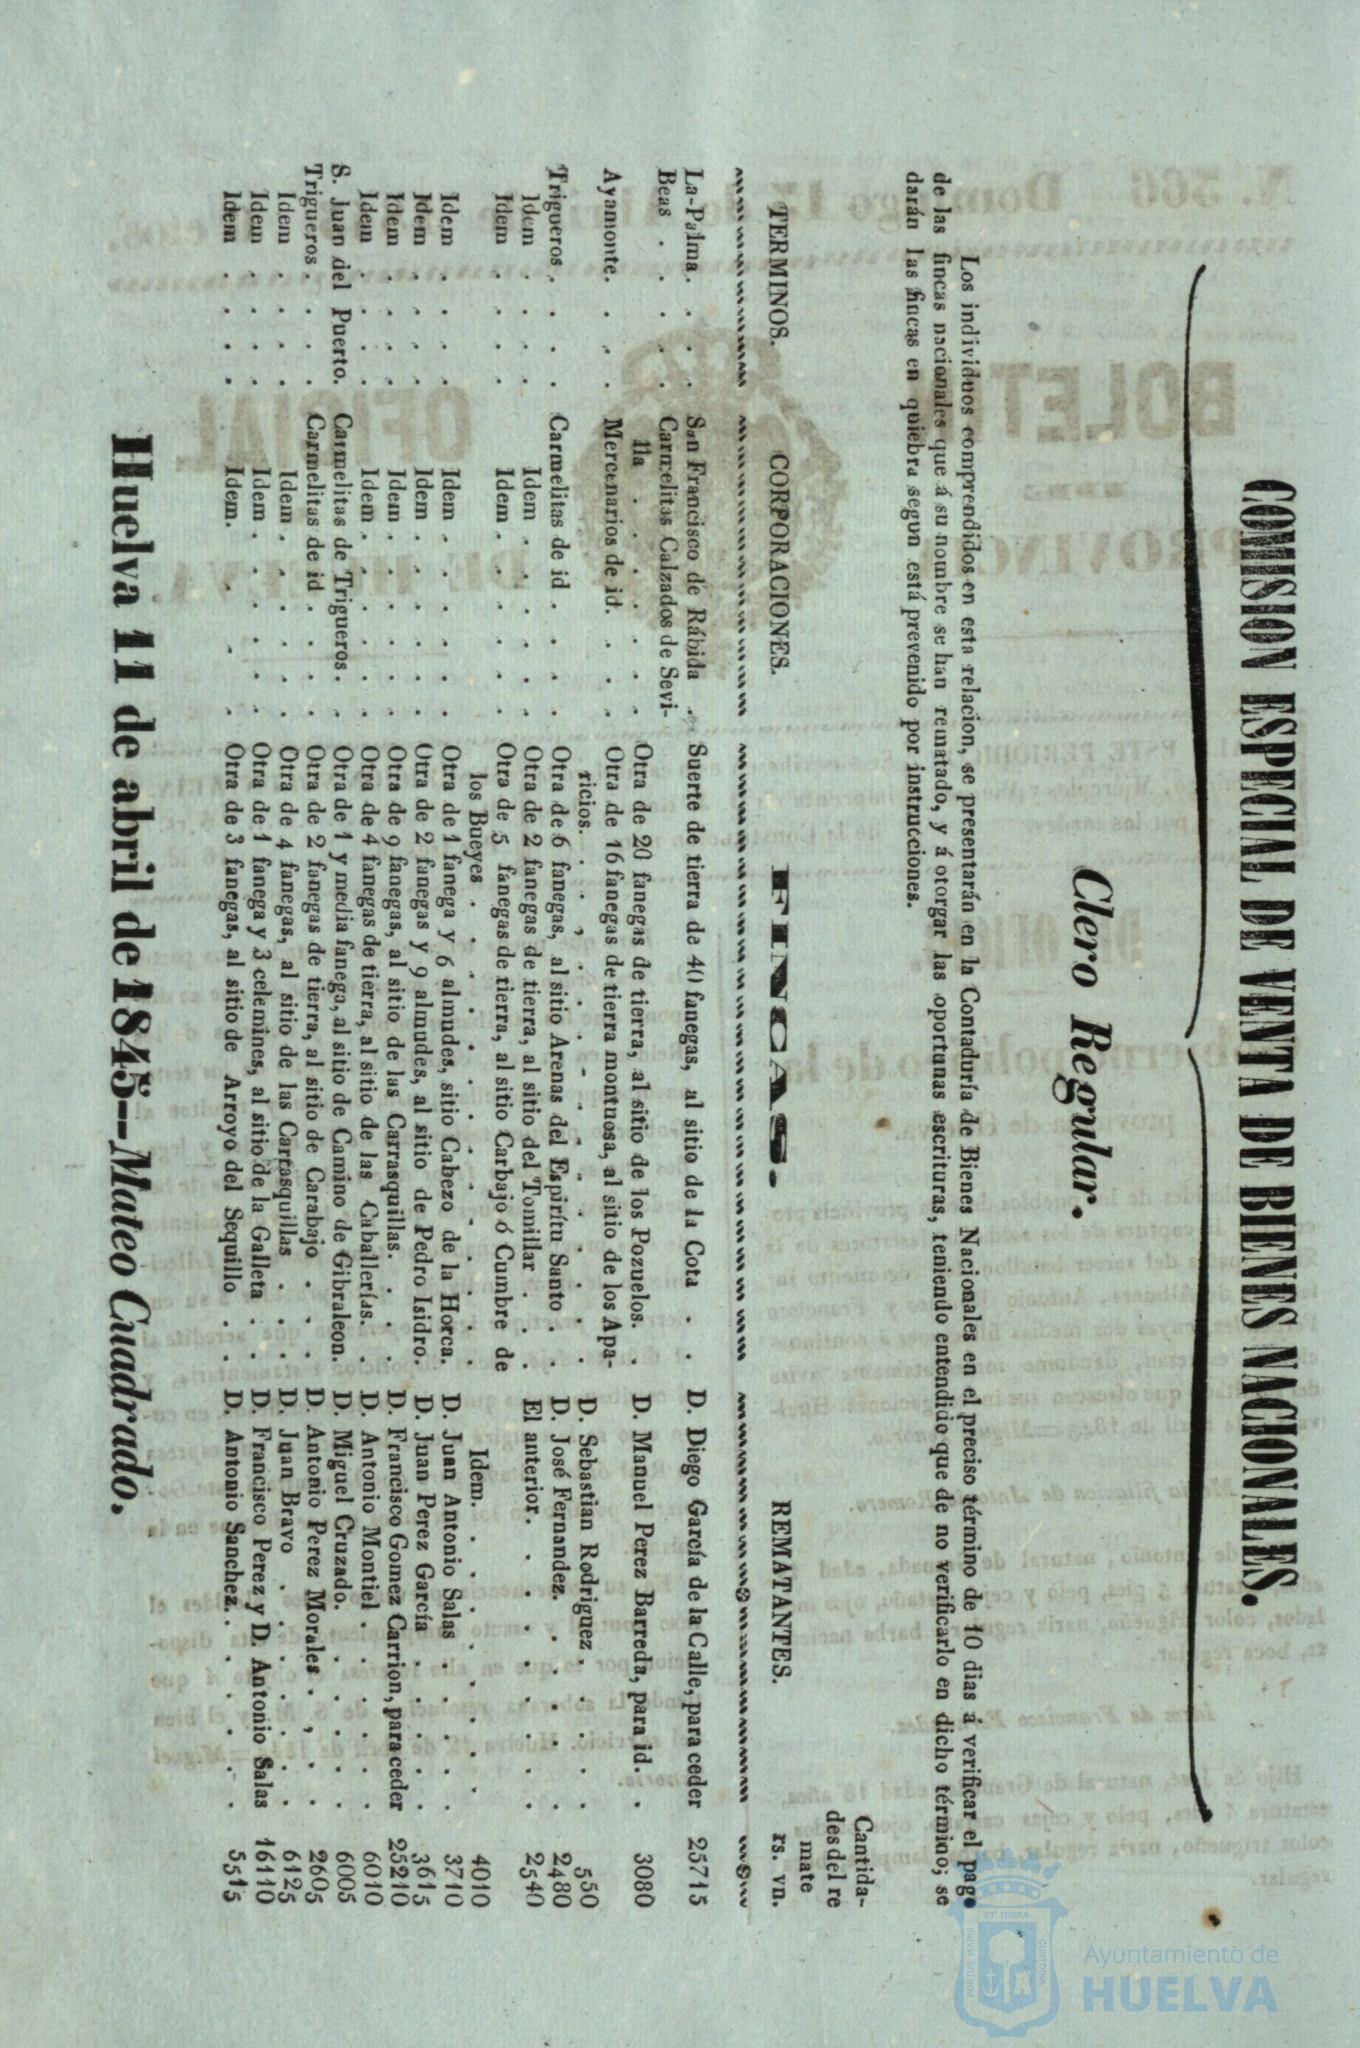 COMISION ESPECIAL DE VENTA DE BIENES NACIONALES.
Clero Regular.
Los individuos comprendidos en esta relacion, se presentarán en la Contaduría de Bienes Nacionales en el preciso término de 10 dias á verificar el pago
de las fincas nacionales que á su nombre se han rematado, y á otorgar las oportunas escrituras, teniendo entendido que de no verificarlo en dicho término; se
darán las fincas en quiebra segun está prevenido por instrucciones.
Cantida-
des del re
mate
TERMINOS. CORPORACIONES. FINCAS. REMATANTES. rs. vn.
La-Palma. . . San Francisco de Rábida . Suerte de tierra de 40 fanegas, al sitio de la Cota . . D. Diego García de la Calle, para ceder 25715
Beas . . . . Carmelitas Calzados de Sevi-
lla . . . . . Otra de 20 fanegas de tierra, al sitio de los Pozuelos. . D. Manuel Perez Barreda, para id. . 3080
Ayamonte. . . . Mercenarios de id. . . . Otra de 16 fanegas de tierra montuosa, al sitio de los Apa-
ricios. . . . . . . . . . D. Sebastian Rodriguez . . . . 550
Trigueros . . . . Carmelitas de id . . . . Otra de 6 fanegas, al sitio Arenas del Espíritu Santo . . D. José Fernandez. . . . . 2480
Idem . . . . Idem . . . . . Otra de 2 fanegas de tierra, al sitio del Tomillar . . . El anterior. . . . . . . 2540
Idem . . . . Idem . . . . . Otra de 5 fanegas de tierra, al sitio Carbajo ó Cumbre de
los Bueyes . . . . . . . . . Idem. . . . . . . 4010
Idem . . . . Idem . . . . . Otra de 1 fanega y 6 almudes, sitio Cabezo de la Horca. D. Juan Antonio Salas . . . . 3710
Idem . . . . Idem . . . . . Otra de 2 fanegas y 9 almudes, al sitio de Pedro Isidro. D. Juan Perez García . . . . 3615
Idem . . . . Idem . . . . . Otra de 9 fanegas, al sitio de las Carrasquillas. . . . D. Francisco Gomez Carrion, para ceder 25210
Idem . . . . Idem . . . . . Otra de 4 fanegas de tierra, al sitio de las Caballerías. . D. Antonio Montiel . . . . . 6010
S. Juan del Puerto. Carmelitas de Trigueros. . Otra de 1 y media fanega, al sitio de Camino de Gibraleon. D. Miguel Cruzado. . . . . . 6005
Trigueros. . . . Carmelitas de id . . . . Otra de 2 fanegas de tierra, al sitio de Carabajo . . . D. Antonio Perez Morales . . . . 2605
Idem . . . . Idem . . . . . Otra de 4 fanegas, al sitio de las Carrasquillas . . . D. Juan Bravo . . . . . . 6125
Idem . . . . Idem . . . . . Otra de 1 fanega y 3 celemines, al sitio de la Galleta . . D. Francisco Perez y D. Antonio Salas 16110
Idem . . . . Idem. . . . . Otra de 3 fanegas, al sitio de Arroyo del Sequillo . . . D. Antonio Sanchez. . . . . 5515
Huelva 11 de abril de 1845—Mateo Cuadrado.
Ayuntamiento de
HUELVA